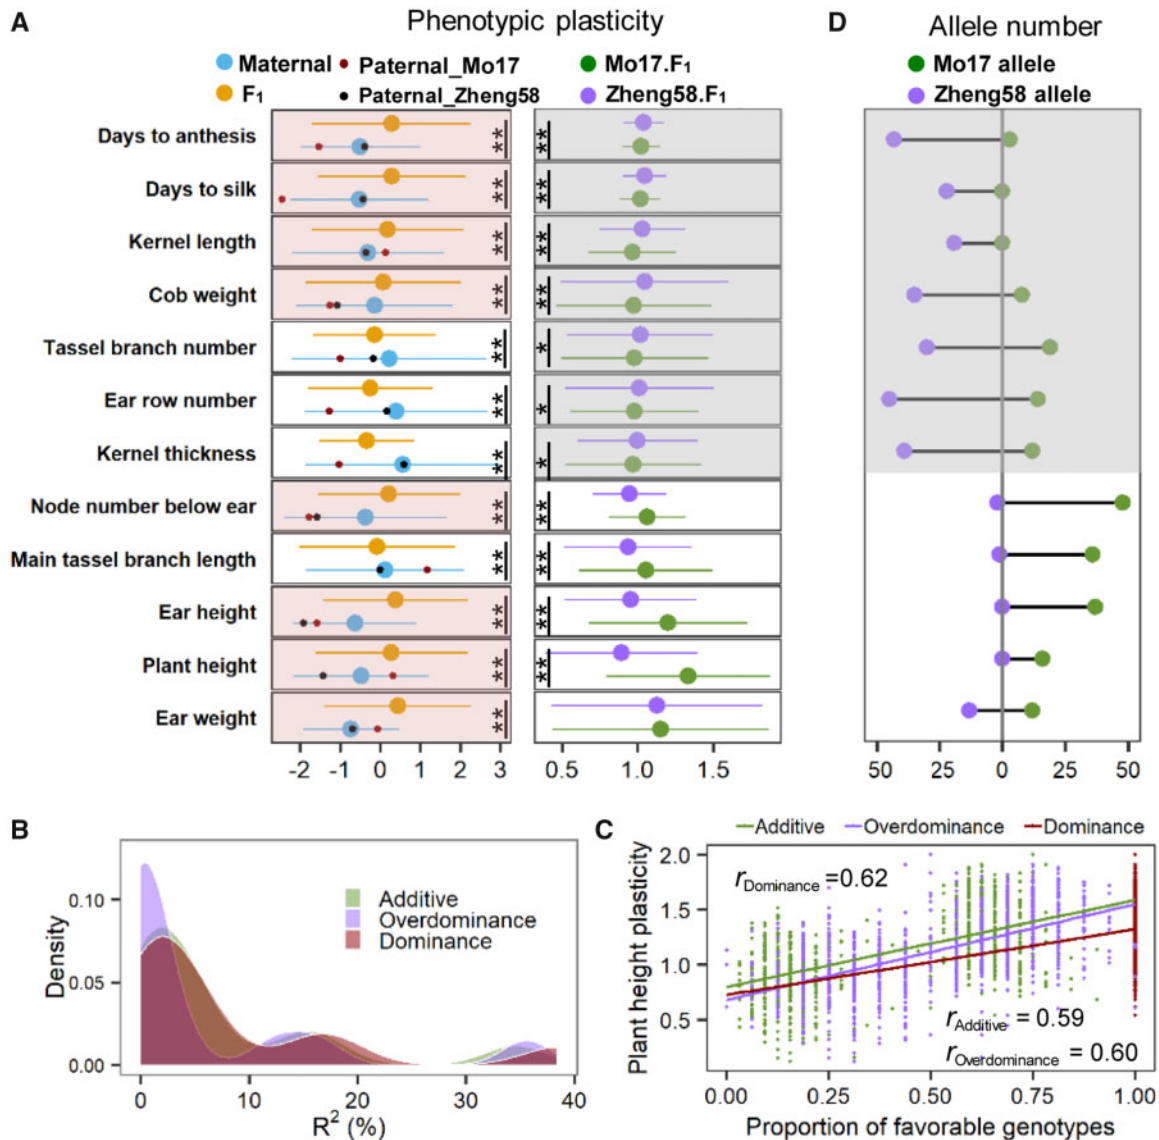 A
Phenotypic plasticity
D
Allele number
Maternal
Paternal_Mo17
Mo17.F1
Mo17 allele
F1
Paternal_Zheng58
Zheng58.F1
Zheng58 allele
Days to anthesis
** **
Days to silk
** **
Kernel length
** **
Cob weight
** **
Tassel branch number
** *
Ear row number
** *
Kernel thickness
** *
Node number below ear
** **
Main tassel branch length
** **
Ear height
** **
Plant height
** **
Ear weight
**
-2 -1 0 1 2 3
0.5 1.0 1.5
50 25 0 25 50
B
Additive
Overdominance
Dominance
Density
0.10
0.05
0.00
0 10 20 30 40
R2 (%)
C
Additive Overdominance Dominance
Plant height plasticity
2.0
1.5
1.0
0.5
rDominance =0.62
rAdditive = 0.59
rOverdominance = 0.60
0.00 0.25 0.50 0.75 1.00
Proportion of favorable genotypes